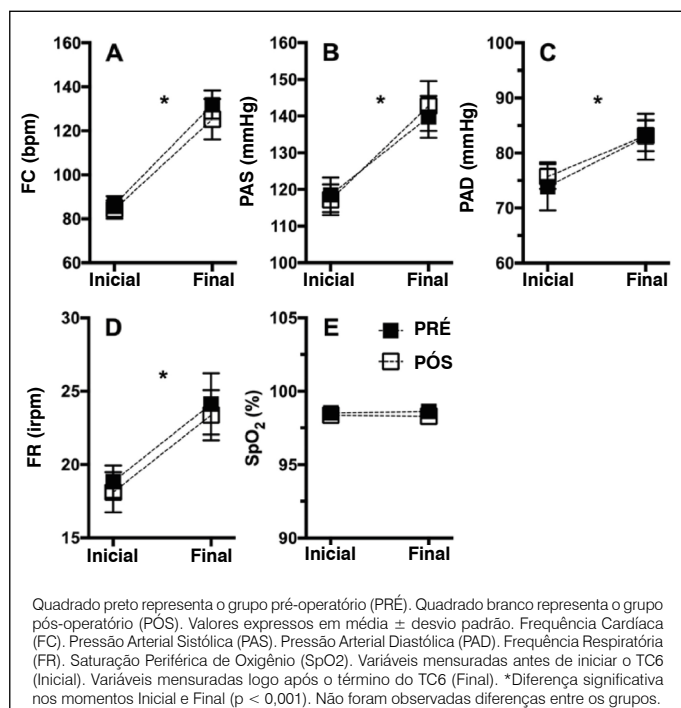 A
FC (bpm)
160
140
120
100
80
60
*
Inicial Final
B
PAS (mmHg)
160
150
140
130
120
110
100
*
Inicial Final
C
PAD (mmHg)
100
90
80
70
60
*
Inicial Final
D
FR (irpm)
30
25
20
15
*
Inicial Final
E
SpO2 (%)
105
100
95
90
PRÉ
PÓS
Inicial Final
Quadrado preto representa o grupo pré-operatório (PRÉ). Quadrado branco representa o grupo
pós-operatório (PÓS). Valores expressos em média ± desvio padrão. Frequência Cardíaca
(FC). Pressão Arterial Sistólica (PAS). Pressão Arterial Diastólica (PAD). Frequência Respiratória
(FR). Saturação Periférica de Oxigênio (SpO2). Variáveis mensuradas antes de iniciar o TC6
(Inicial). Variáveis mensuradas logo após o término do TC6 (Final). *Diferença significativa
nos momentos Inicial e Final (p < 0,001). Não foram observadas diferenças entre os grupos.